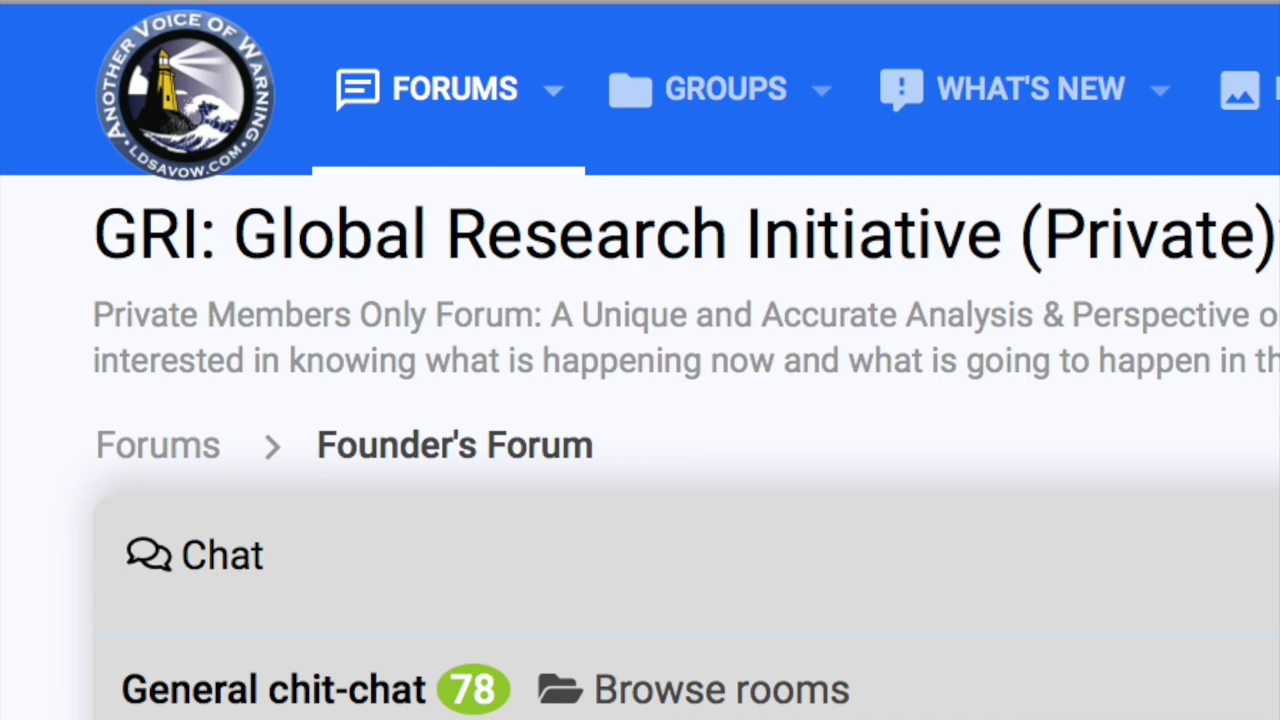 ANOTHER VOICE OF WARNING
LDSAVOW.COM
FORUMS
GROUPS
WHAT'S NEW
GRI: Global Research Initiative (Private)
Private Members Only Forum: A Unique and Accurate Analysis & Perspective
interested in knowing what is happening now and what is going to happen in
Forums > Founder's Forum
Chat
General chit-chat 78 Browse rooms